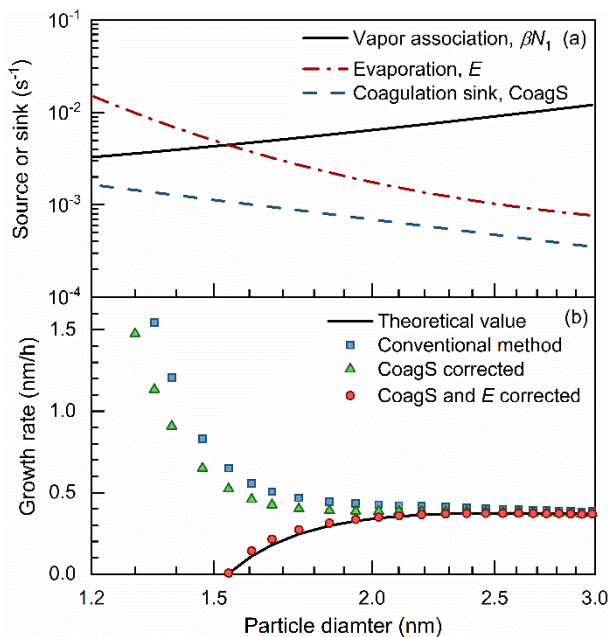 10⁻¹
Vapor association, βN₁ (a)
Evaporation, E
Coagulation sink, CoagS
10⁻²
10⁻³
10⁻⁴
Source or sink (s⁻¹)
(b)
Theoretical value
Conventional method
CoagS corrected
CoagS and E corrected
1.5
1.0
0.5
0.0
Growth rate (nm/h)
1.2 1.5 2.0 2.5 3.0
Particle diamter (nm)